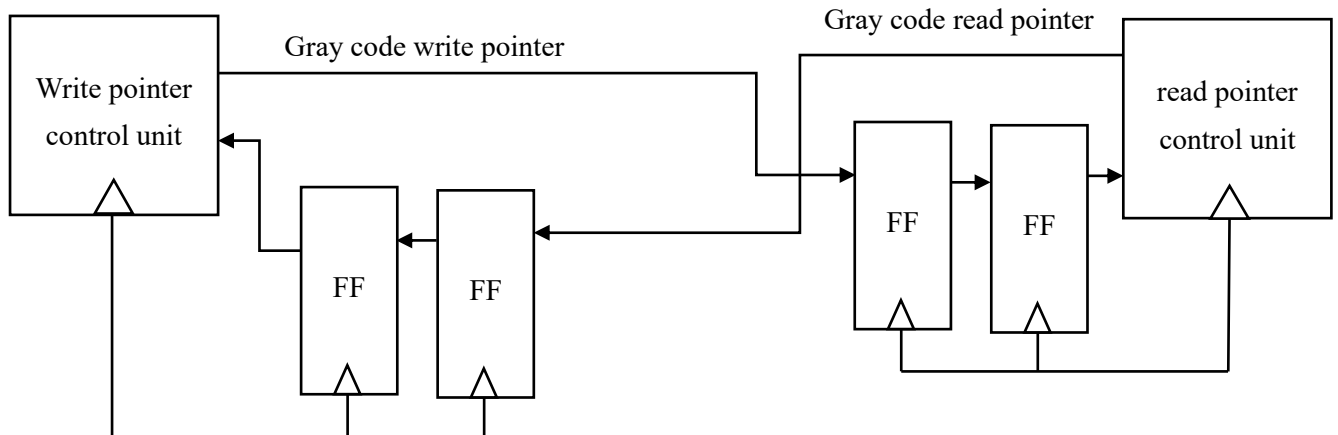 Gray code read pointer
Gray code write pointer
Write pointer
control unit
read pointer
control unit
FF
FF
FF
FF